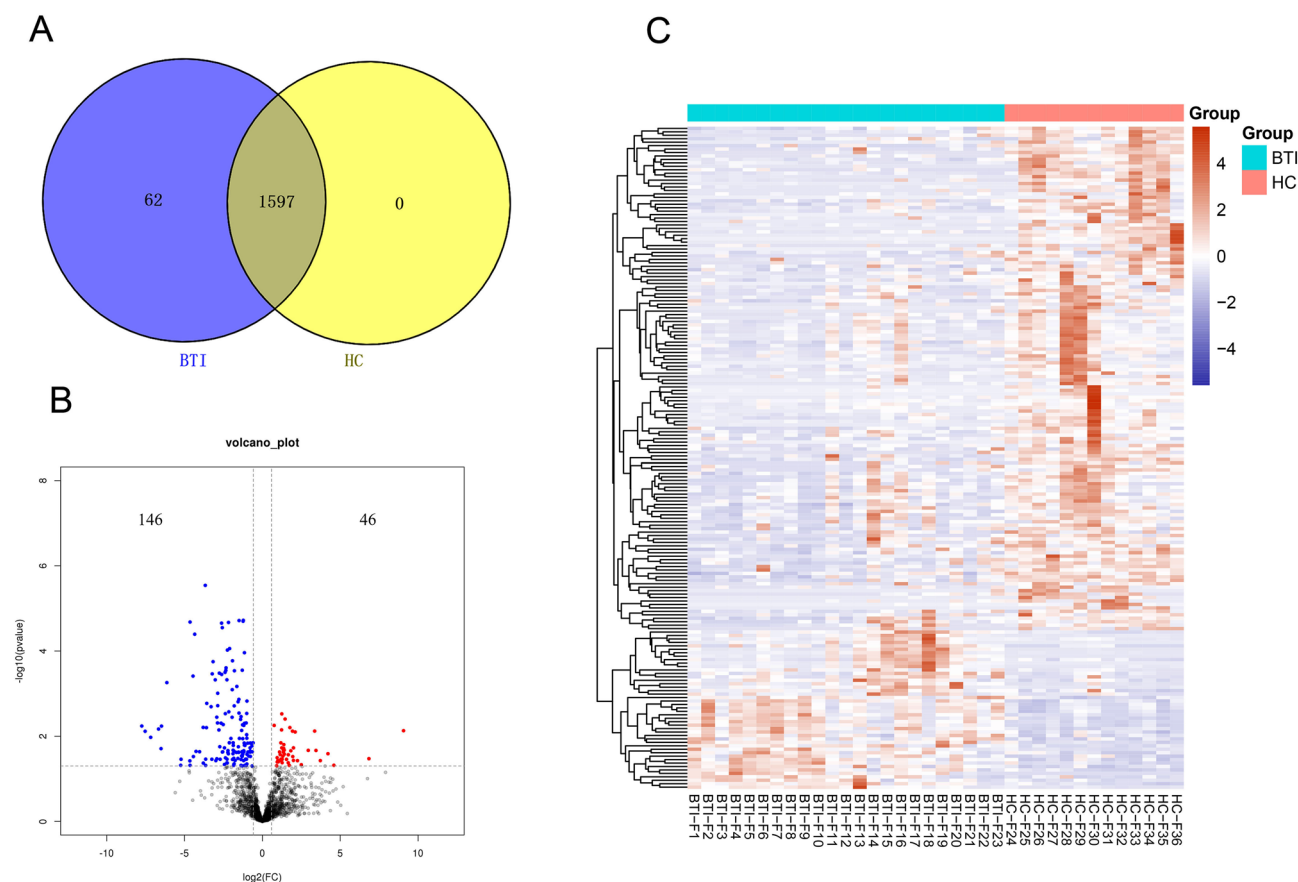 A
62
1597
0
BTI
HC
B
volcano_plot
146
46
8
6
4
2
0
-log10(pvalue)
-10
-5
0
5
10
log2(FC)
C
Group
4
2
0
−2
−4
Group
BTI
HC
BTI-F1
BTI-F2
BTI-F3
BTI-F4
BTI-F5
BTI-F6
BTI-F7
BTI-F8
BTI-F9
BTI-F10
BTI-F11
BTI-F12
BTI-F13
BTI-F14
BTI-F15
BTI-F16
BTI-F17
BTI-F18
BTI-F19
BTI-F20
BTI-F21
BTI-F22
BTI-F23
HC-F24
HC-F25
HC-F26
HC-F27
HC-F28
HC-F29
HC-F30
HC-F31
HC-F32
HC-F33
HC-F34
HC-F35
HC-F36